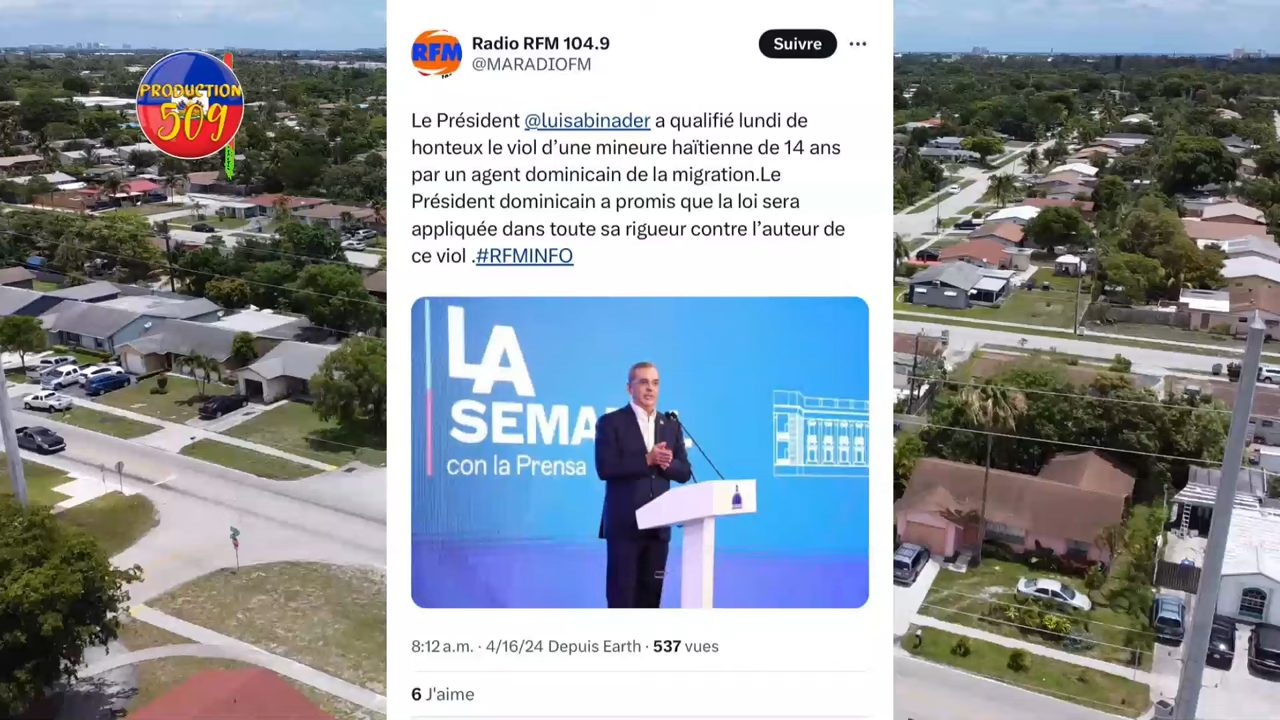 PRODUCTION
509
RFM
Radio RFM 104.9
@MARADIOFM
Suivre
Le Président @luisabinader a qualifié lundi de
honteux le viol d’une mineure haïtienne de 14 ans
par un agent dominicain de la migration.Le
Président dominicain a promis que la loi sera
appliquée dans toute sa rigueur contre l’auteur de
ce viol .#RFMINFO
LA
SEMA
con la Prensa
8:12 a.m. · 4/16/24 Depuis Earth · 537 vues
6 J'aime